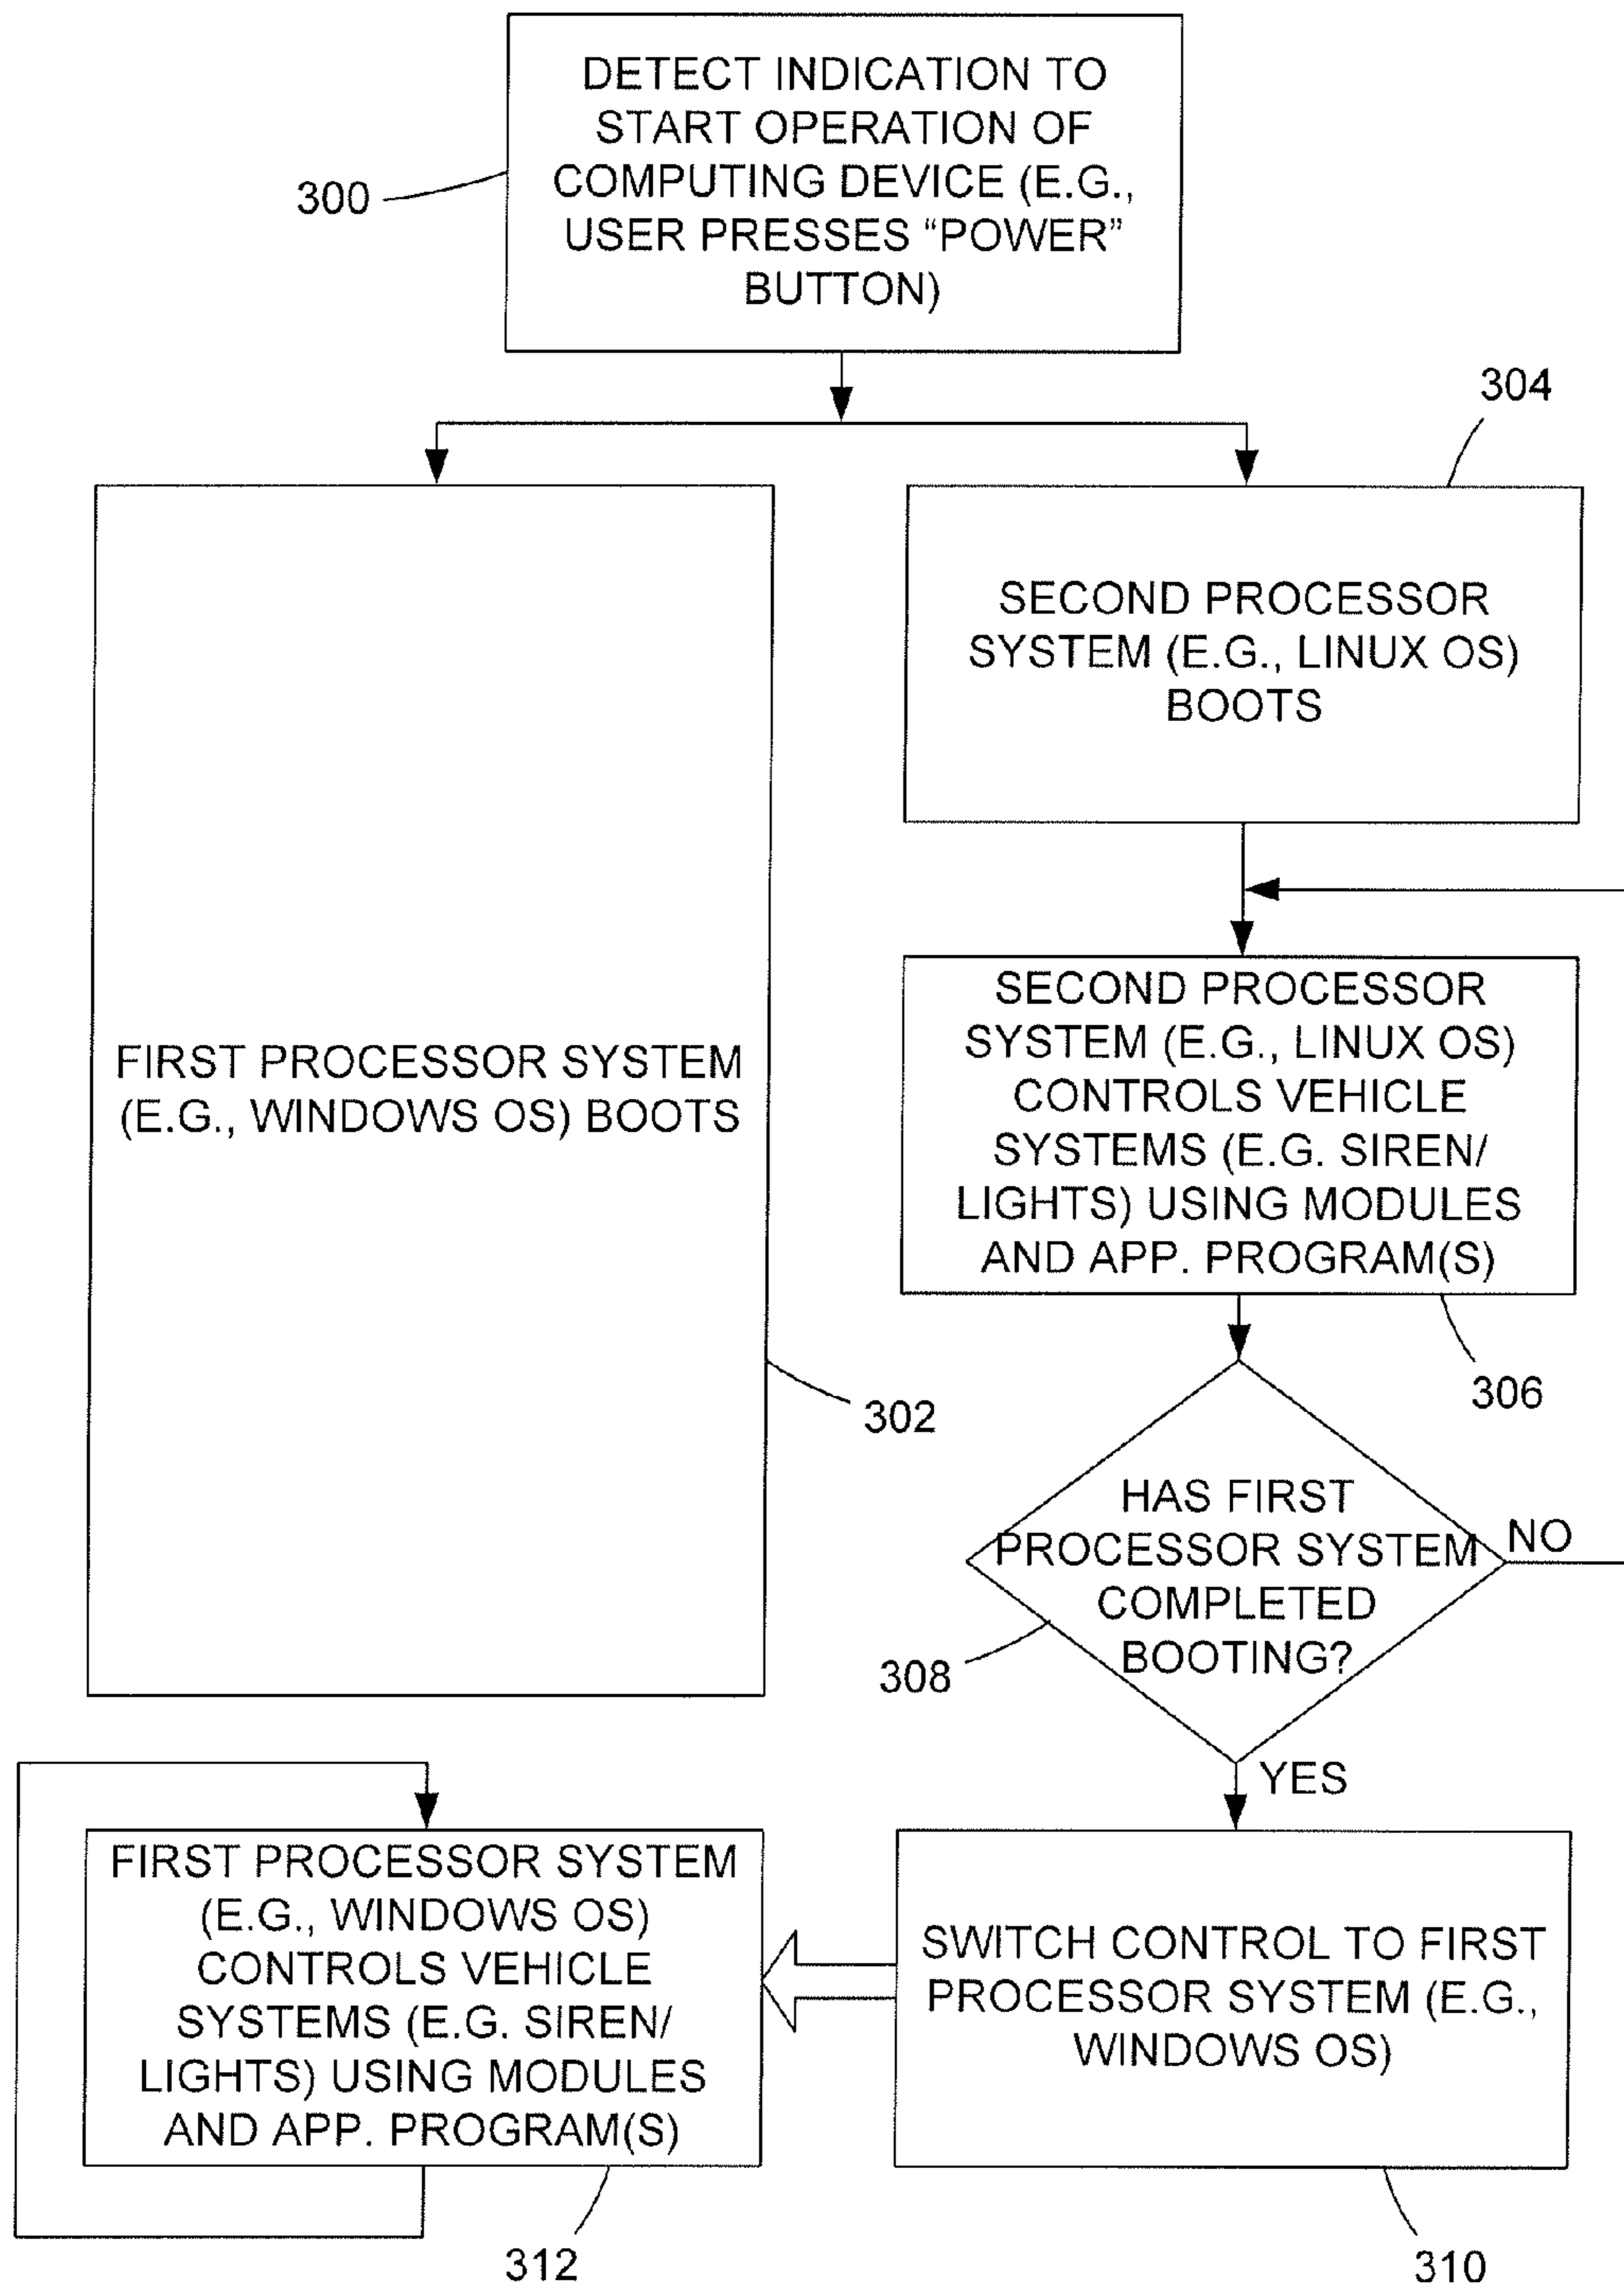 DETECT INDICATION TO
START OPERATION OF
COMPUTING DEVICE (E.G.,
USER PRESSES “POWER”
BUTTON)
300
304
SECOND PROCESSOR
SYSTEM (E.G., LINUX OS)
BOOTS
FIRST PROCESSOR SYSTEM
(E.G., WINDOWS OS) BOOTS
302
SECOND PROCESSOR
SYSTEM (E.G., LINUX OS)
CONTROLS VEHICLE
SYSTEMS (E.G. SIREN/
LIGHTS) USING MODULES
AND APP. PROGRAM(S)
306
HAS FIRST
PROCESSOR SYSTEM
COMPLETED
BOOTING?
NO
308
YES
FIRST PROCESSOR SYSTEM
(E.G., WINDOWS OS)
CONTROLS VEHICLE
SYSTEMS (E.G. SIREN/
LIGHTS) USING MODULES
AND APP. PROGRAM(S)
312
SWITCH CONTROL TO FIRST
PROCESSOR SYSTEM (E.G.,
WINDOWS OS)
310